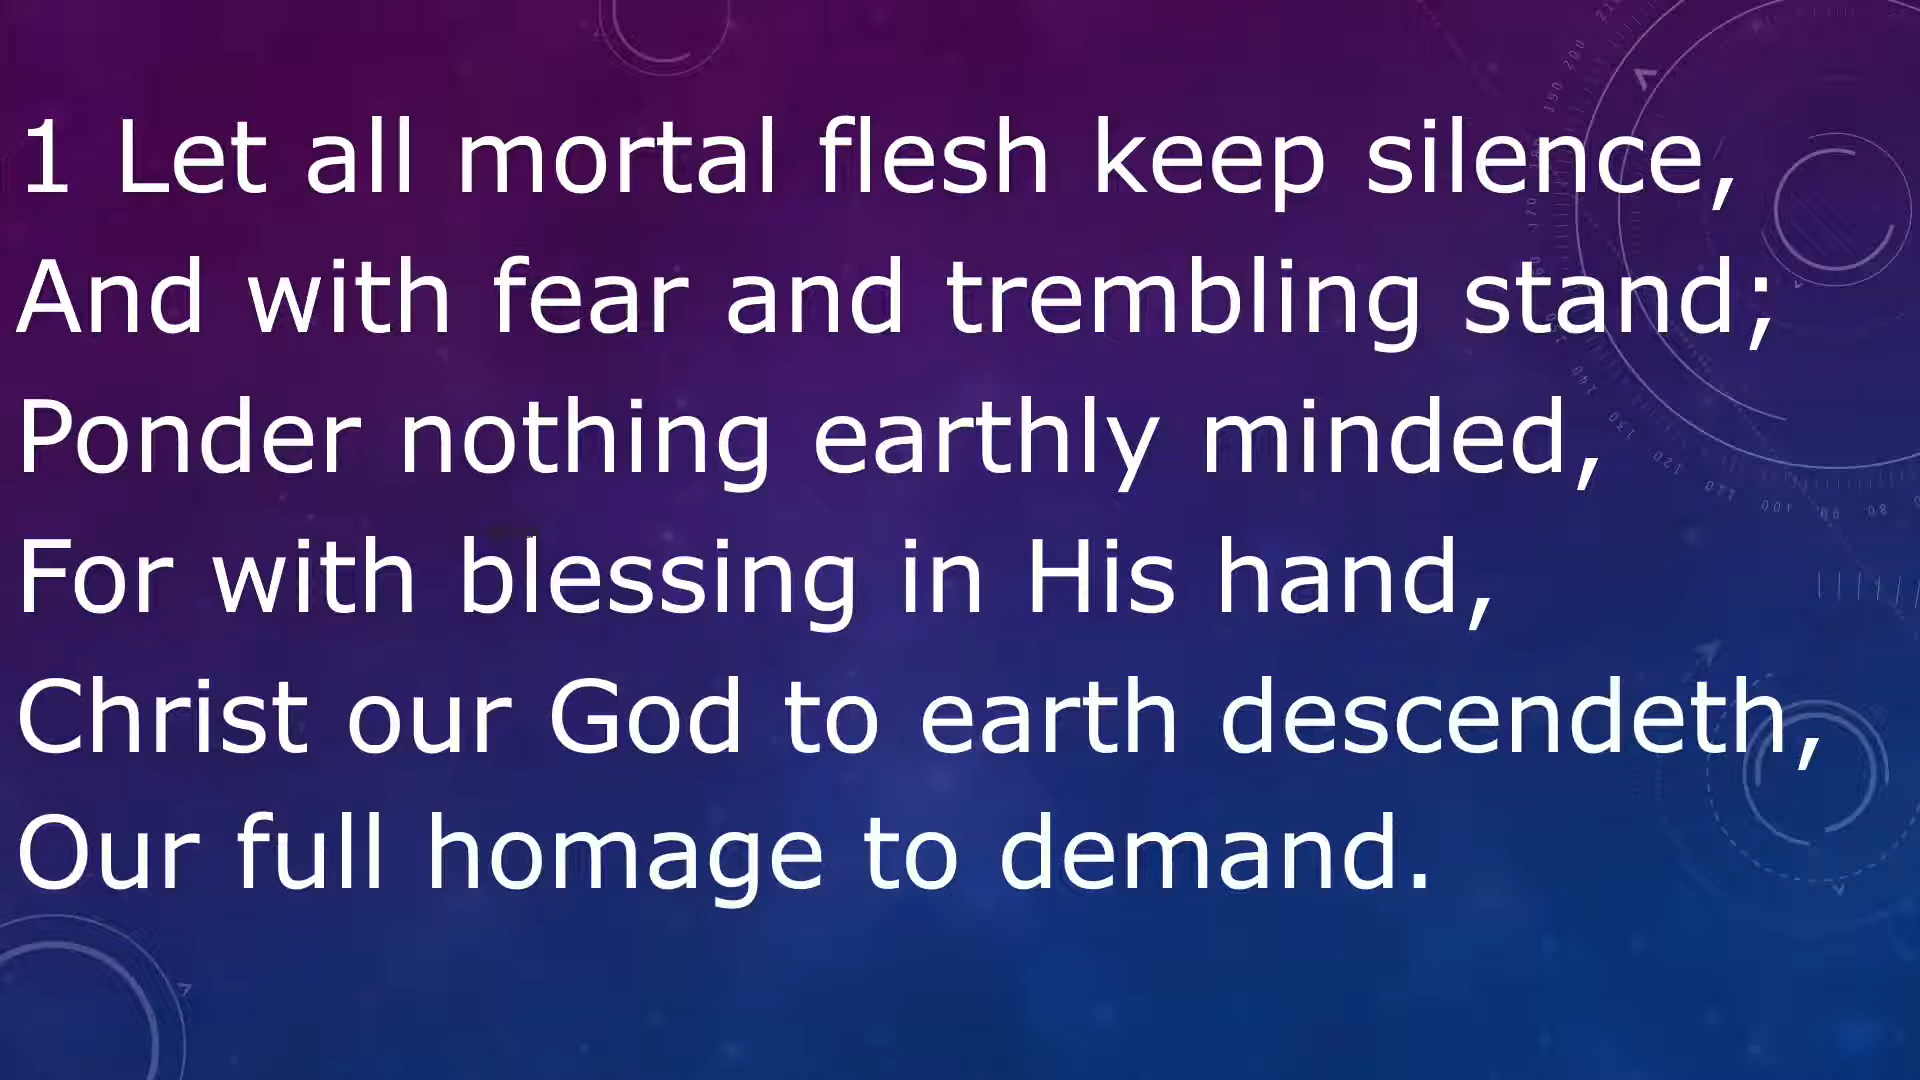 1 Let all mortal flesh keep silence,
And with fear and trembling stand;
Ponder nothing earthly minded,
For with blessing in His hand,
Christ our God to earth descendeth,
Our full homage to demand.